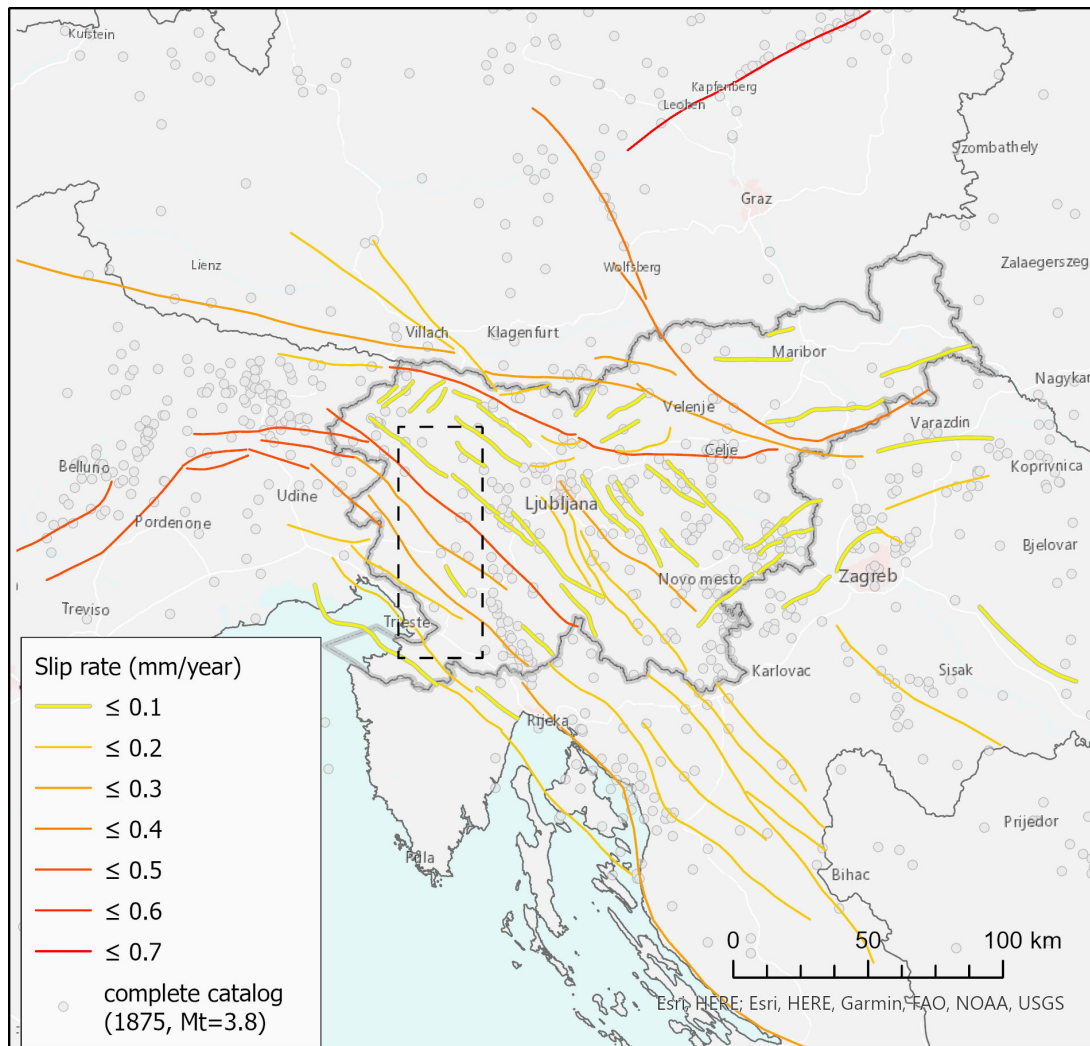 Kufstein
Kapfenberg
Leoben
Szombathely
Graz
Lienz
Wolfsberg
Zalaegerszeg
Villach
Klagenfurt
Maribor
Nagykan
Velenje
Varazdin
Belluno
Celje
Koprivnica
Udine
Ljubljana
Pordenone
Bjelovar
Novo mesto
Zagreb
Treviso
Trieste
Slip rate (mm/year)
Karlovac
Sisak
≤ 0.1
Rijeka
≤ 0.2
≤ 0.3
≤ 0.4
Prijedor
Pula
≤ 0.5
Bihac
≤ 0.6
≤ 0.7
0 50 100 km
complete catalog
(1875, Mt=3.8)
Esri, HERE; Esri, HERE, Garmin, FAO, NOAA, USGS